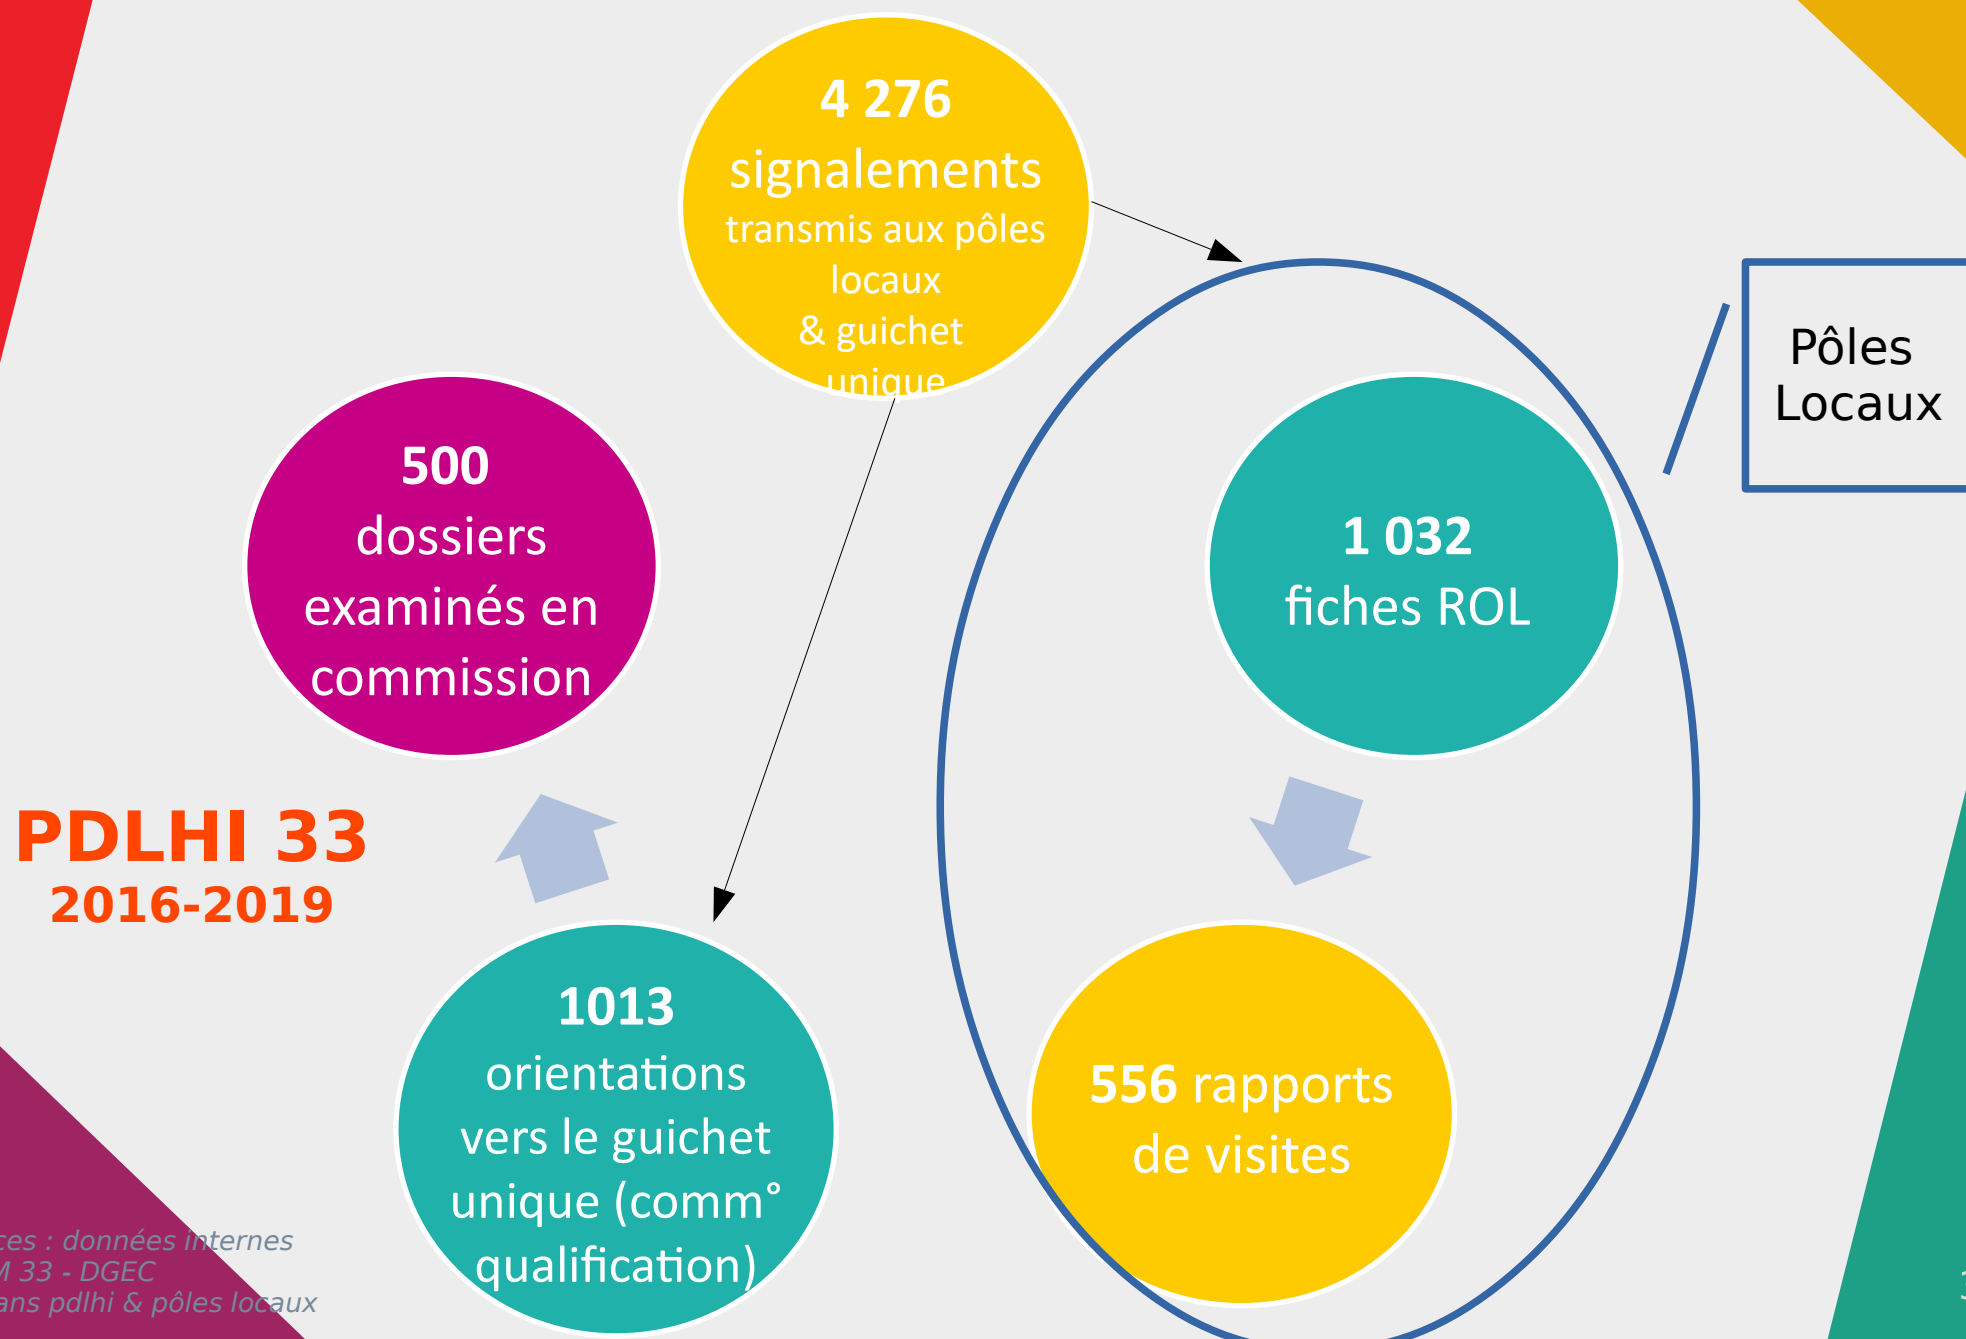 4 276
signalements
transmis aux pôles
locaux
& guichet
unique
Pôles
Locaux
500
dossiers
examinés en
commission
1 032
fiches ROL
PDLHI 33
2016-2019
1013
orientations
vers le guichet
unique (comm°
qualification)
556 rapports
de visites
: données internes
33 - DGEC
pdlhi & pôles locaux